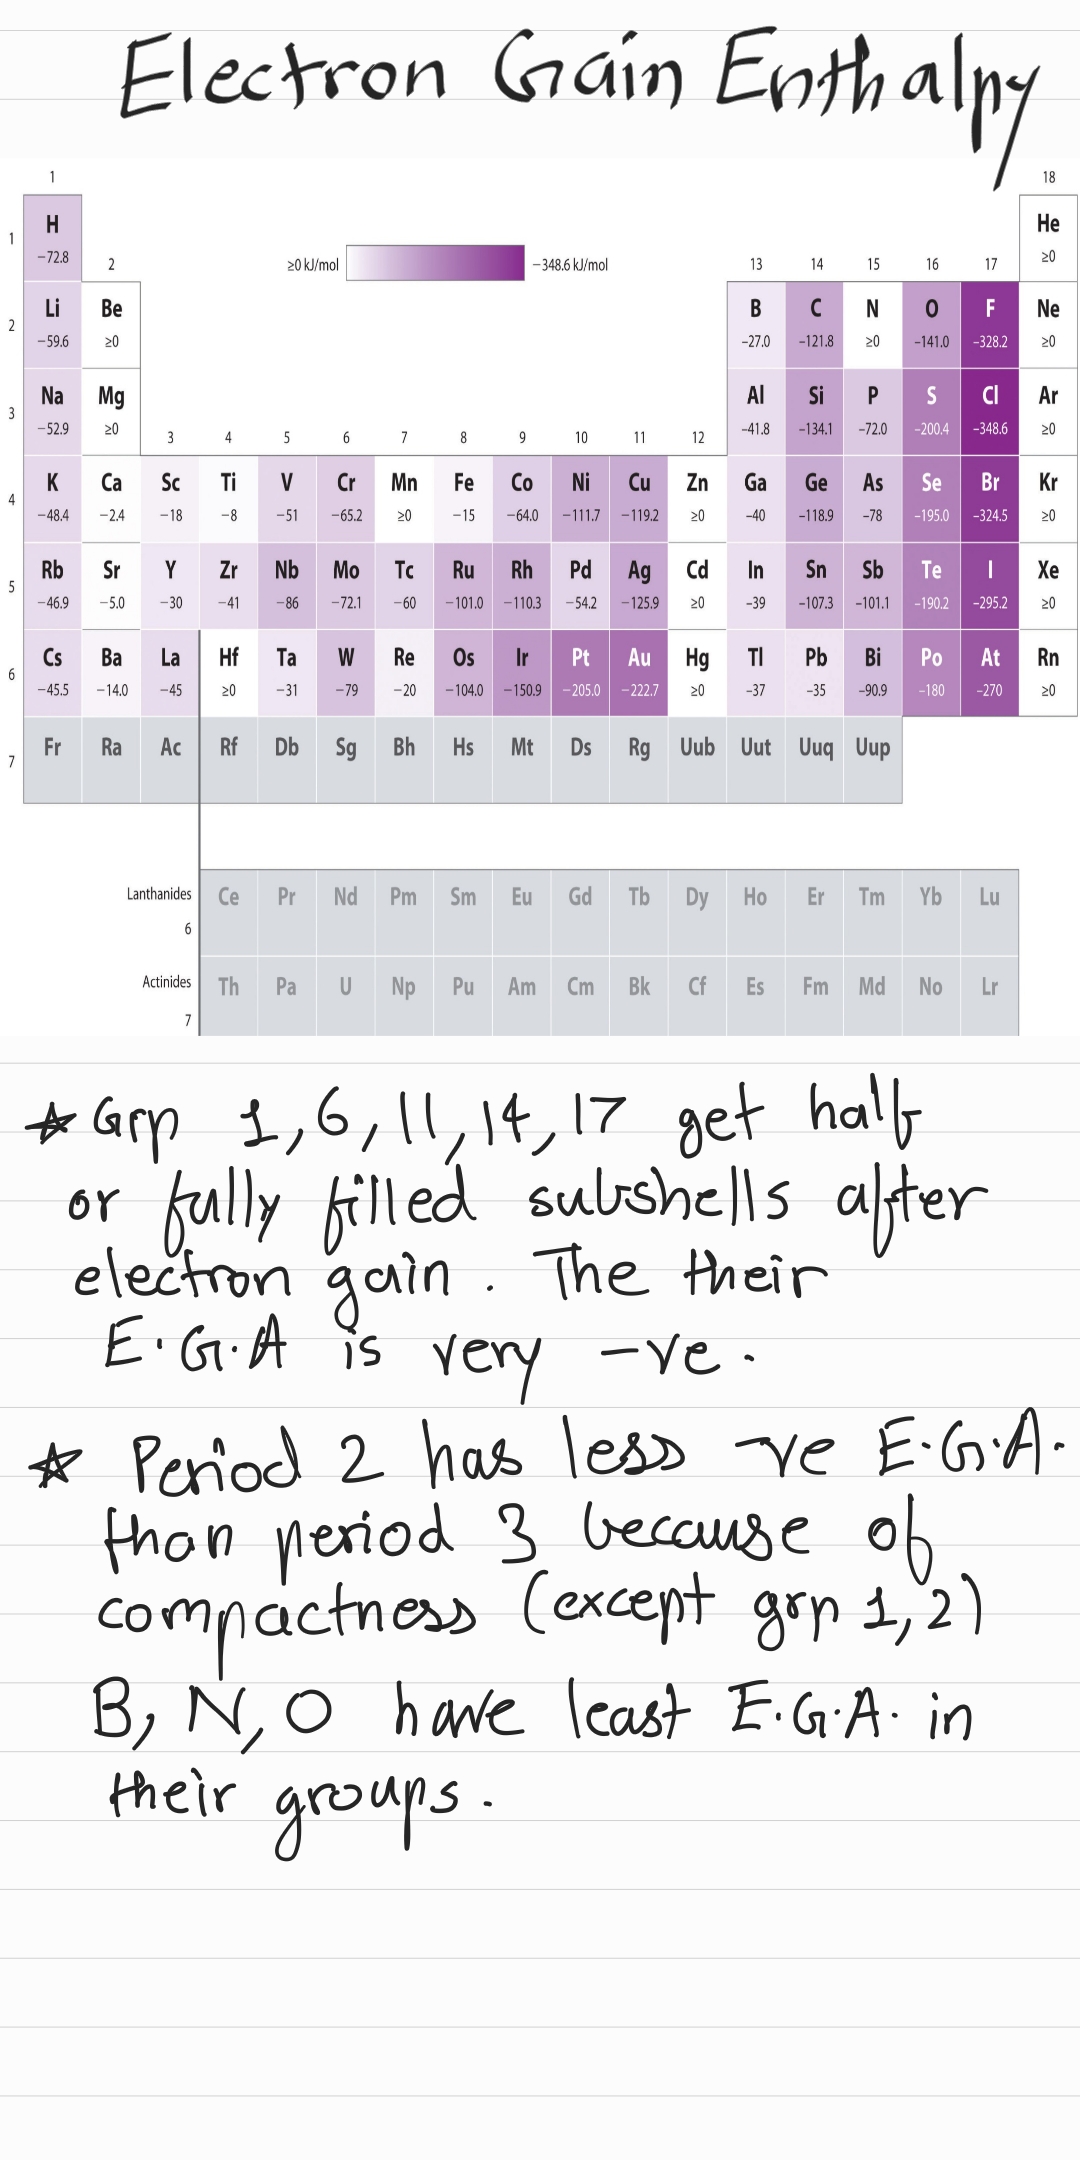 Electron Gain Enthalpy
1 18
H He
1 −72.8 2 ≥0 kJ/mol −348.6 kJ/mol 13 14 15 16 17 ≥0
Li Be B C N O F Ne
2 −59.6 ≥0 −27.0 −121.8 ≥0 −141.0 −328.2 ≥0
Na Mg Al Si P S Cl Ar
3 −52.9 ≥0 3 4 5 6 7 8 9 10 11 12 −41.8 −134.1 −72.0 −200.4 −348.6 ≥0
K Ca Sc Ti V Cr Mn Fe Co Ni Cu Zn Ga Ge As Se Br Kr
4 −48.4 −2.4 −18 −8 −51 −65.2 ≥0 −15 −64.0 −111.7 −119.2 ≥0 −40 −118.9 −78 −195.0 −324.5 ≥0
Rb Sr Y Zr Nb Mo Tc Ru Rh Pd Ag Cd In Sn Sb Te I Xe
5 −46.9 −5.0 −30 −41 −86 −72.1 −60 −101.0 −110.3 −54.2 −125.9 ≥0 −39 −107.3 −101.1 −190.2 −295.2 ≥0
Cs Ba La Hf Ta W Re Os Ir Pt Au Hg Tl Pb Bi Po At Rn
6 −45.5 −14.0 −45 ≥0 −31 −79 −20 −104.0 −150.9 −205.0 −222.7 ≥0 −37 −35 −90.9 −180 −270 ≥0
7 Fr Ra Ac Rf Db Sg Bh Hs Mt Ds Rg Uub Uut Uuq Uup
Lanthanides Ce Pr Nd Pm Sm Eu Gd Tb Dy Ho Er Tm Yb Lu
6
Actinides Th Pa U Np Pu Am Cm Bk Cf Es Fm Md No Lr
7
☆ Grp 1, 6, 11, 14, 17 get half
or fully filled subshells after
electron gain. The their
E.G.A is very −ve.
☆ Period 2 has less −ve E.G.A.
than period 3 because of
compactness (except grp 1, 2)
B, N, O have least E.G.A. in
their groups.